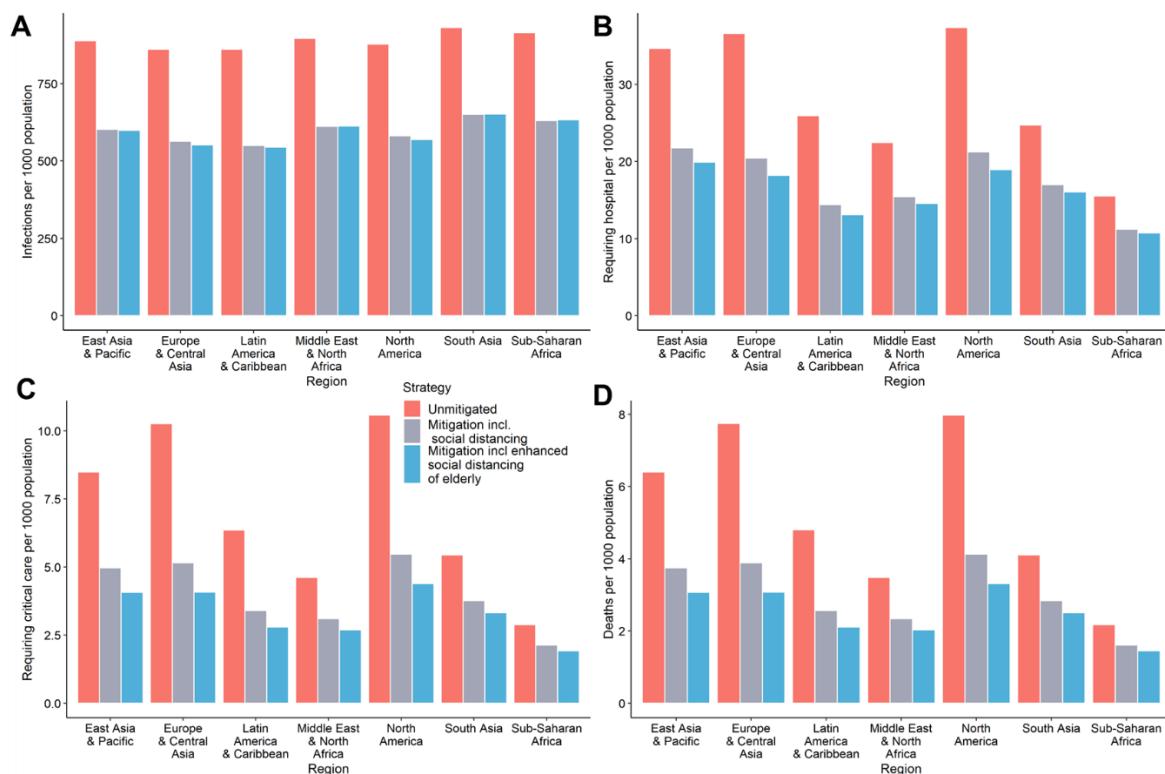 A
Infections per 1000 population
750
500
250
0
East Asia
& Pacific
Europe
& Central
Asia
Latin
America
& Caribbean
Middle East
& North
Africa
North
America
South Asia
Sub-Saharan
Africa
Region
B
Requiring hospital per 1000 population
30
20
10
0
East Asia
& Pacific
Europe
& Central
Asia
Latin
America
& Caribbean
Middle East
& North
Africa
North
America
South Asia
Sub-Saharan
Africa
Region
C
Requiring critical care per 1000 population
10.0
7.5
5.0
2.5
0.0
Strategy
Unmitigated
Mitigation incl.
social distancing
Mitigation incl enhanced
social distancing
of elderly
East Asia
& Pacific
Europe
& Central
Asia
Latin
America
& Caribbean
Middle East
& North
Africa
North
America
South Asia
Sub-Saharan
Africa
Region
D
Deaths per 1000 population
8
6
4
2
0
East Asia
& Pacific
Europe
& Central
Asia
Latin
America
& Caribbean
Middle East
& North
Africa
North
America
South Asia
Sub-Saharan
Africa
Region